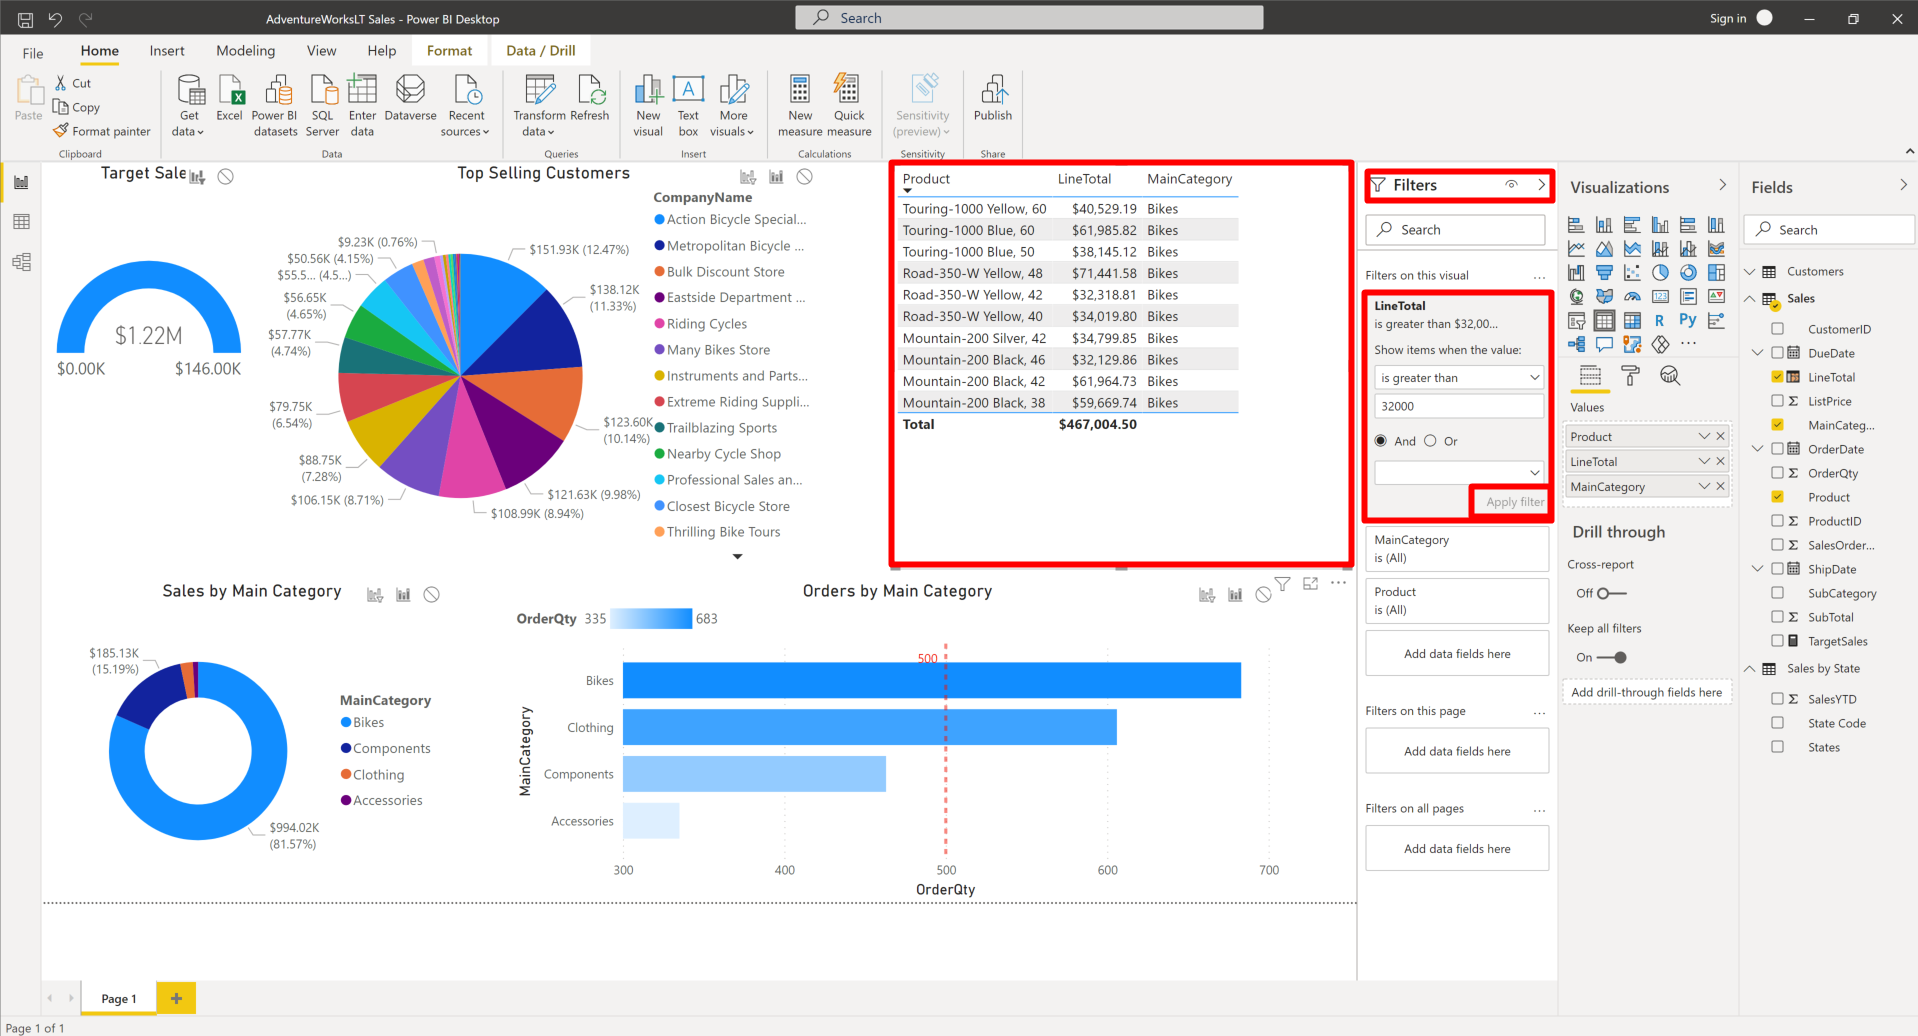 AdventureWorksLT Sales - Power BI Desktop
Search
Sign in
File
Home
Insert
Modeling
View
Help
Format
Data / Drill
Paste
Cut
Copy
Format painter
Clipboard
Get data
Excel
Power BI datasets
SQL Server
Enter data
Dataverse
Recent sources
Data
Transform data
Refresh
Queries
New visual
Text box
More visuals
Insert
New measure
Quick measure
Calculations
Sensitivity (preview)
Sensitivity
Publish
Share
Target Sale
$1.22M
$0.00K
$146.00K
Top Selling Customers
$9.23K (0.76%)
$50.56K (4.15%)
$55.5... (4.5...)
$56.65K
(4.65%)
$57.77K
(4.74%)
$79.75K
(6.54%)
$88.75K
(7.28%)
$106.15K (8.71%)
$108.99K (8.94%)
$121.63K (9.98%)
$123.60K
(10.14%)
$138.12K
(11.33%)
$151.93K (12.47%)
CompanyName
Action Bicycle Special...
Metropolitan Bicycle ...
Bulk Discount Store
Eastside Department ...
Riding Cycles
Many Bikes Store
Instruments and Parts...
Extreme Riding Suppli...
Trailblazing Sports
Nearby Cycle Shop
Professional Sales an...
Closest Bicycle Store
Thrilling Bike Tours
Product LineTotal MainCategory
Touring-1000 Yellow, 60 $40,529.19 Bikes
Touring-1000 Blue, 60 $61,985.82 Bikes
Touring-1000 Blue, 50 $38,145.12 Bikes
Road-350-W Yellow, 48 $71,441.58 Bikes
Road-350-W Yellow, 42 $32,318.81 Bikes
Road-350-W Yellow, 40 $34,019.80 Bikes
Mountain-200 Silver, 42 $34,799.85 Bikes
Mountain-200 Black, 46 $32,129.86 Bikes
Mountain-200 Black, 42 $61,964.73 Bikes
Mountain-200 Black, 38 $59,669.74 Bikes
Total $467,004.50
Sales by Main Category
$185.13K
(15.19%)
$994.02K
(81.57%)
MainCategory
Bikes
Components
Clothing
Accessories
Orders by Main Category
OrderQty 335 683
500
MainCategory
Bikes
Clothing
Components
Accessories
300 400 500 600 700
OrderQty
Filters
Search
Filters on this visual ...
LineTotal
is greater than $32,00...
Show items when the value:
is greater than
32000
And Or
Apply filter
MainCategory
is (All)
Product
is (All)
Add data fields here
Filters on this page ...
Add data fields here
Filters on all pages ...
Add data fields here
Visualizations
R
Py
123
...
Values
Product
LineTotal
MainCategory
Drill through
Cross-report
Off
Keep all filters
On
Add drill-through fields here
Fields
Search
Customers
Sales
CustomerID
DueDate
LineTotal
Σ ListPrice
MainCateg...
OrderDate
Σ OrderQty
Product
Σ ProductID
Σ SalesOrder...
ShipDate
SubCategory
Σ SubTotal
TargetSales
Sales by State
Σ SalesYTD
State Code
States
Page 1
+
Page 1 of 1